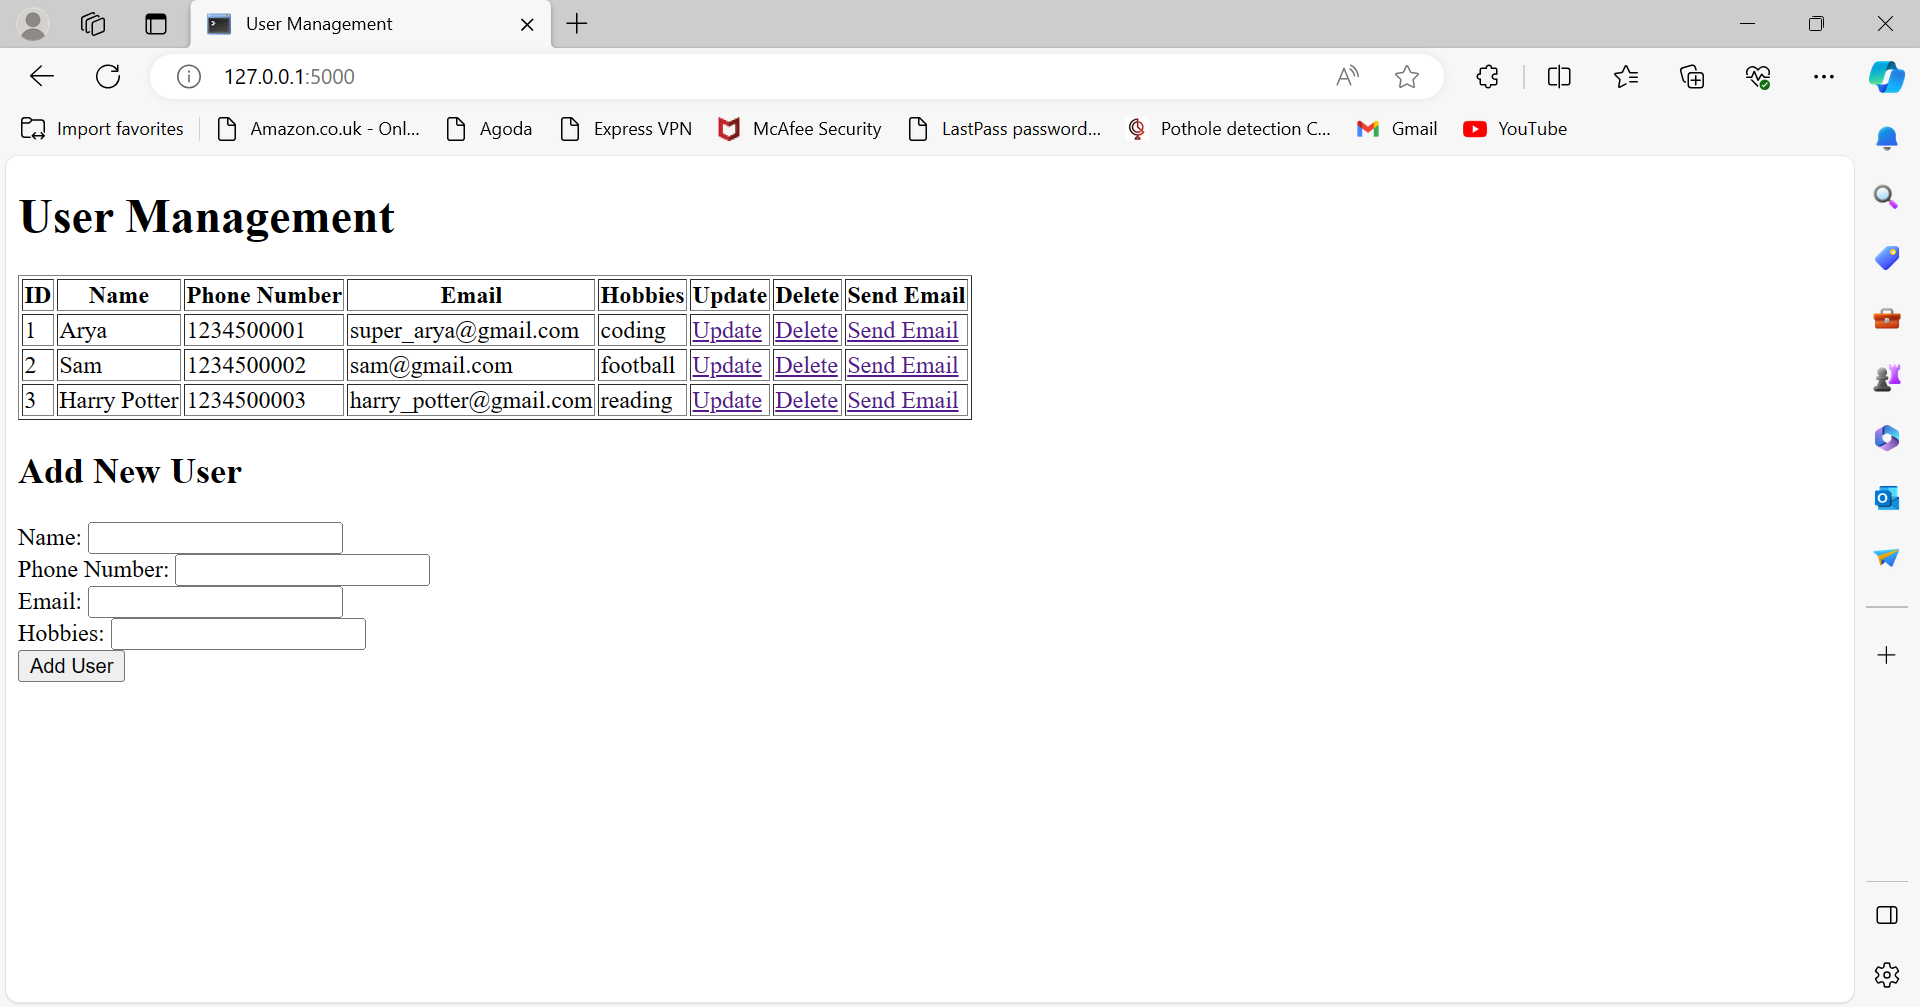 User Management
127.0.0.1:5000
Import favorites Amazon.co.uk - Onl... Agoda Express VPN McAfee Security LastPass password... Pothole detection C... Gmail YouTube
User Management
ID Name Phone Number Email Hobbies Update Delete Send Email
1 Arya 1234500001 super_arya@gmail.com coding Update Delete Send Email
2 Sam 1234500002 sam@gmail.com football Update Delete Send Email
3 Harry Potter 1234500003 harry_potter@gmail.com reading Update Delete Send Email
Add New User
Name:
Phone Number:
Email:
Hobbies:
Add User